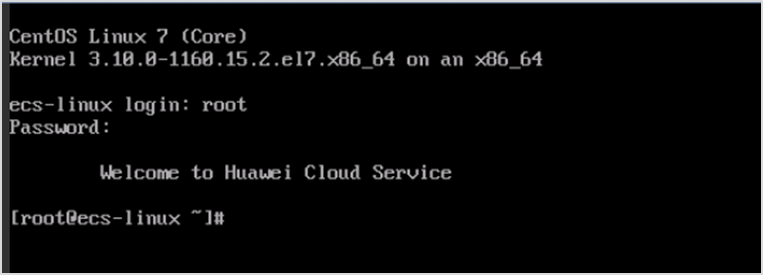 CentOS Linux 7 (Core)
Kernel 3.10.0-1160.15.2.el7.x86_64 on an x86_64
ecs-linux login: root
Password:
Welcome to Huawei Cloud Service
[root@ecs-linux ~]#